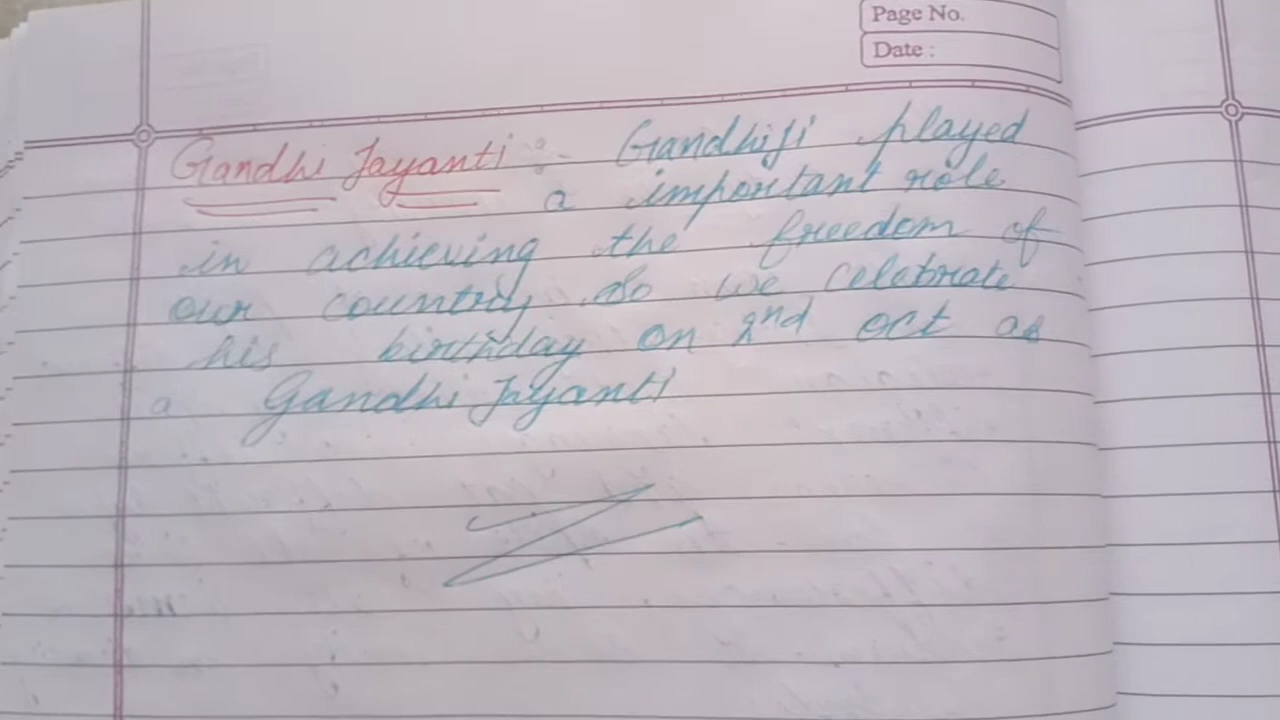 Page No.
Date :
Gandhi Jayanti :- Gandhiji played
a important role
in achieving the freedom of
our country so we celabrate
his birthday on 2nd oct as
a Gandhi Jayanti